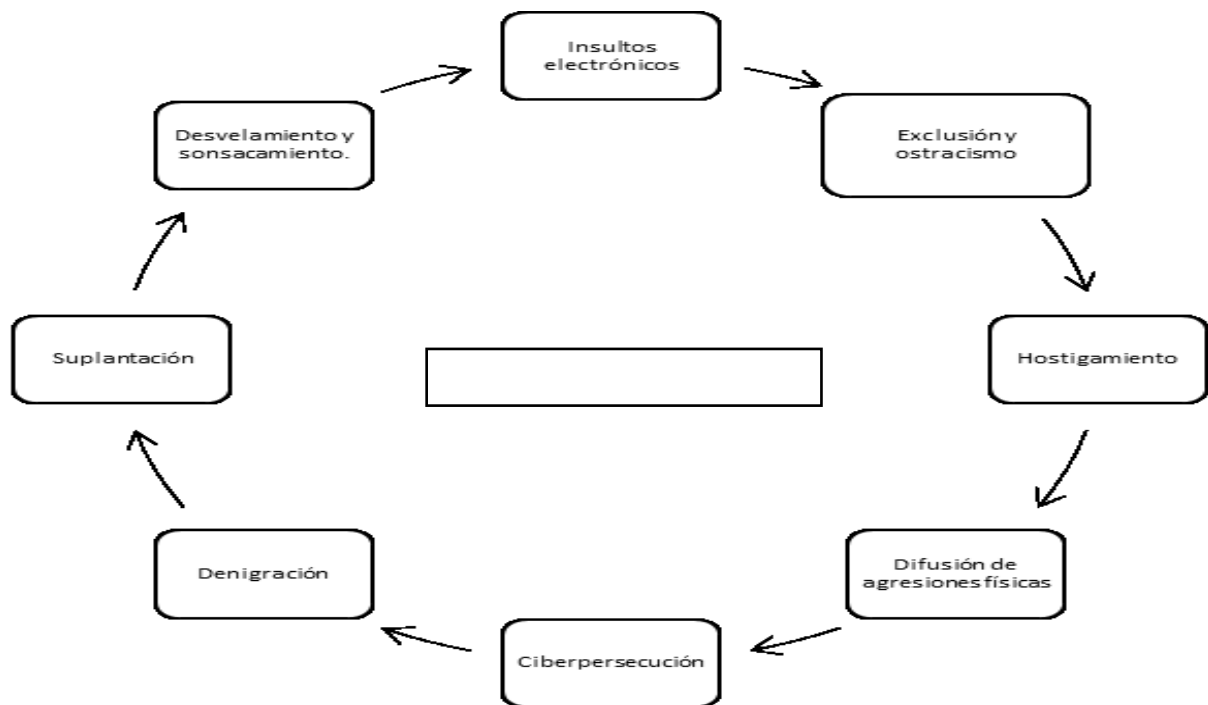 Insultos
electrónicos
Exclusión y
ostracismo
Hostigamiento
Difusión de
agresiones físicas
Ciberpersecución
Denigración
Suplantación
Desvelamiento y
sonsacamiento.